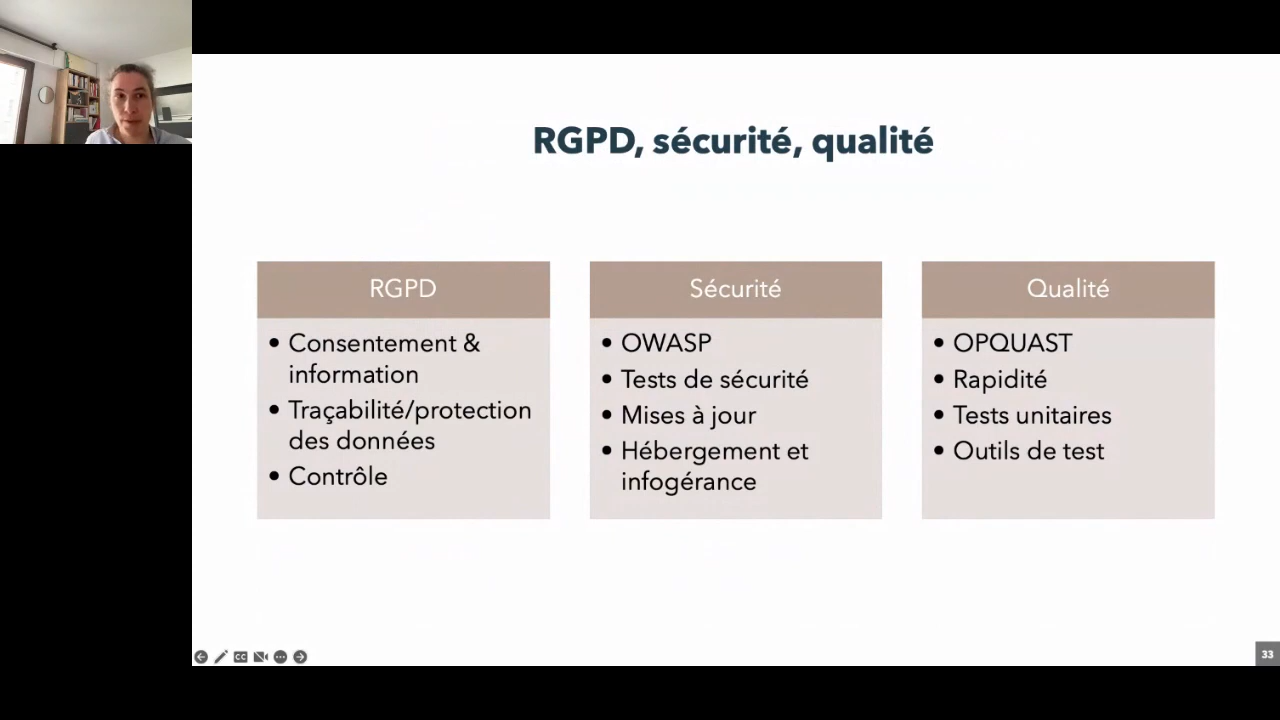 RGPD, sécurité, qualité
RGPD
• Consentement &
information
• Traçabilité/protection
des données
• Contrôle
Sécurité
• OWASP
• Tests de sécurité
• Mises à jour
• Hébergement et
infogérance
Qualité
• OPQUAST
• Rapidité
• Tests unitaires
• Outils de test
CC
33